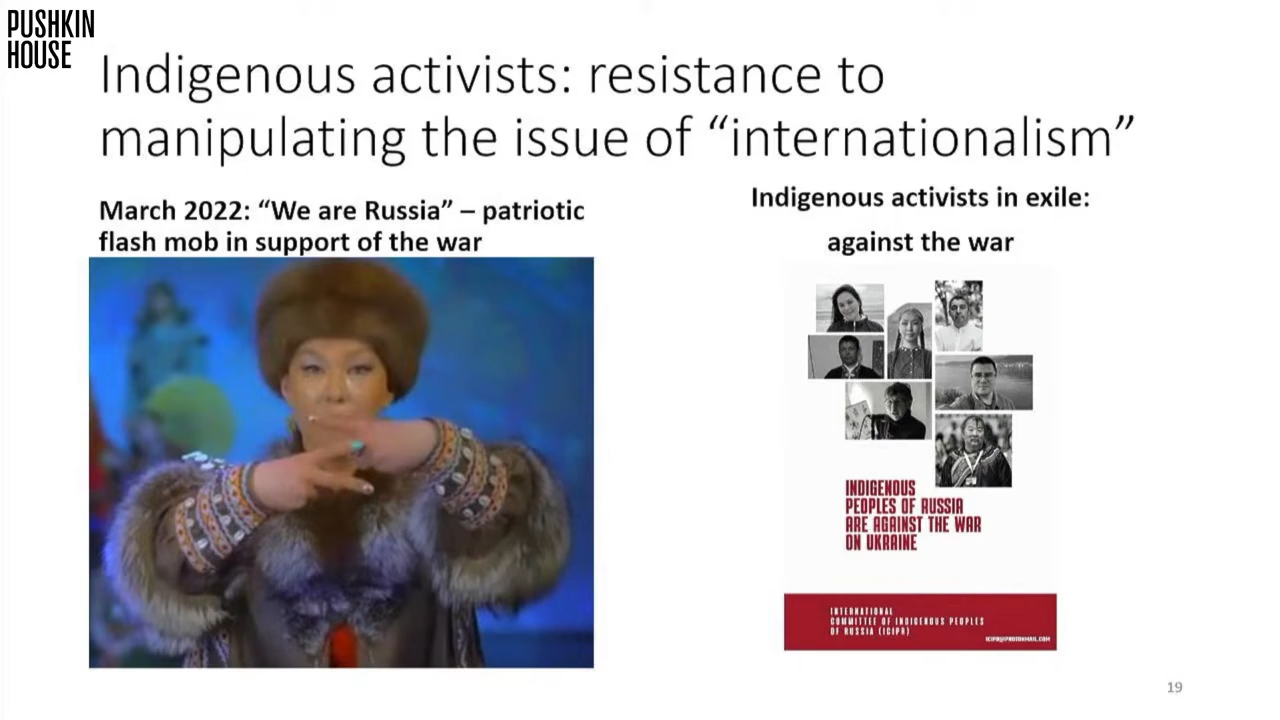 PUSHKIN
HOUSE
Indigenous activists: resistance to
manipulating the issue of “internationalism”
March 2022: “We are Russia” – patriotic
flash mob in support of the war
Indigenous activists in exile:
against the war
INDIGENOUS
PEOPLES OF RUSSIA
ARE AGAINST THE WAR
ON UKRAINE
INTERNATIONAL
COMMITTEE OF INDIGENOUS PEOPLES
OF RUSSIA (ICIPR)
19